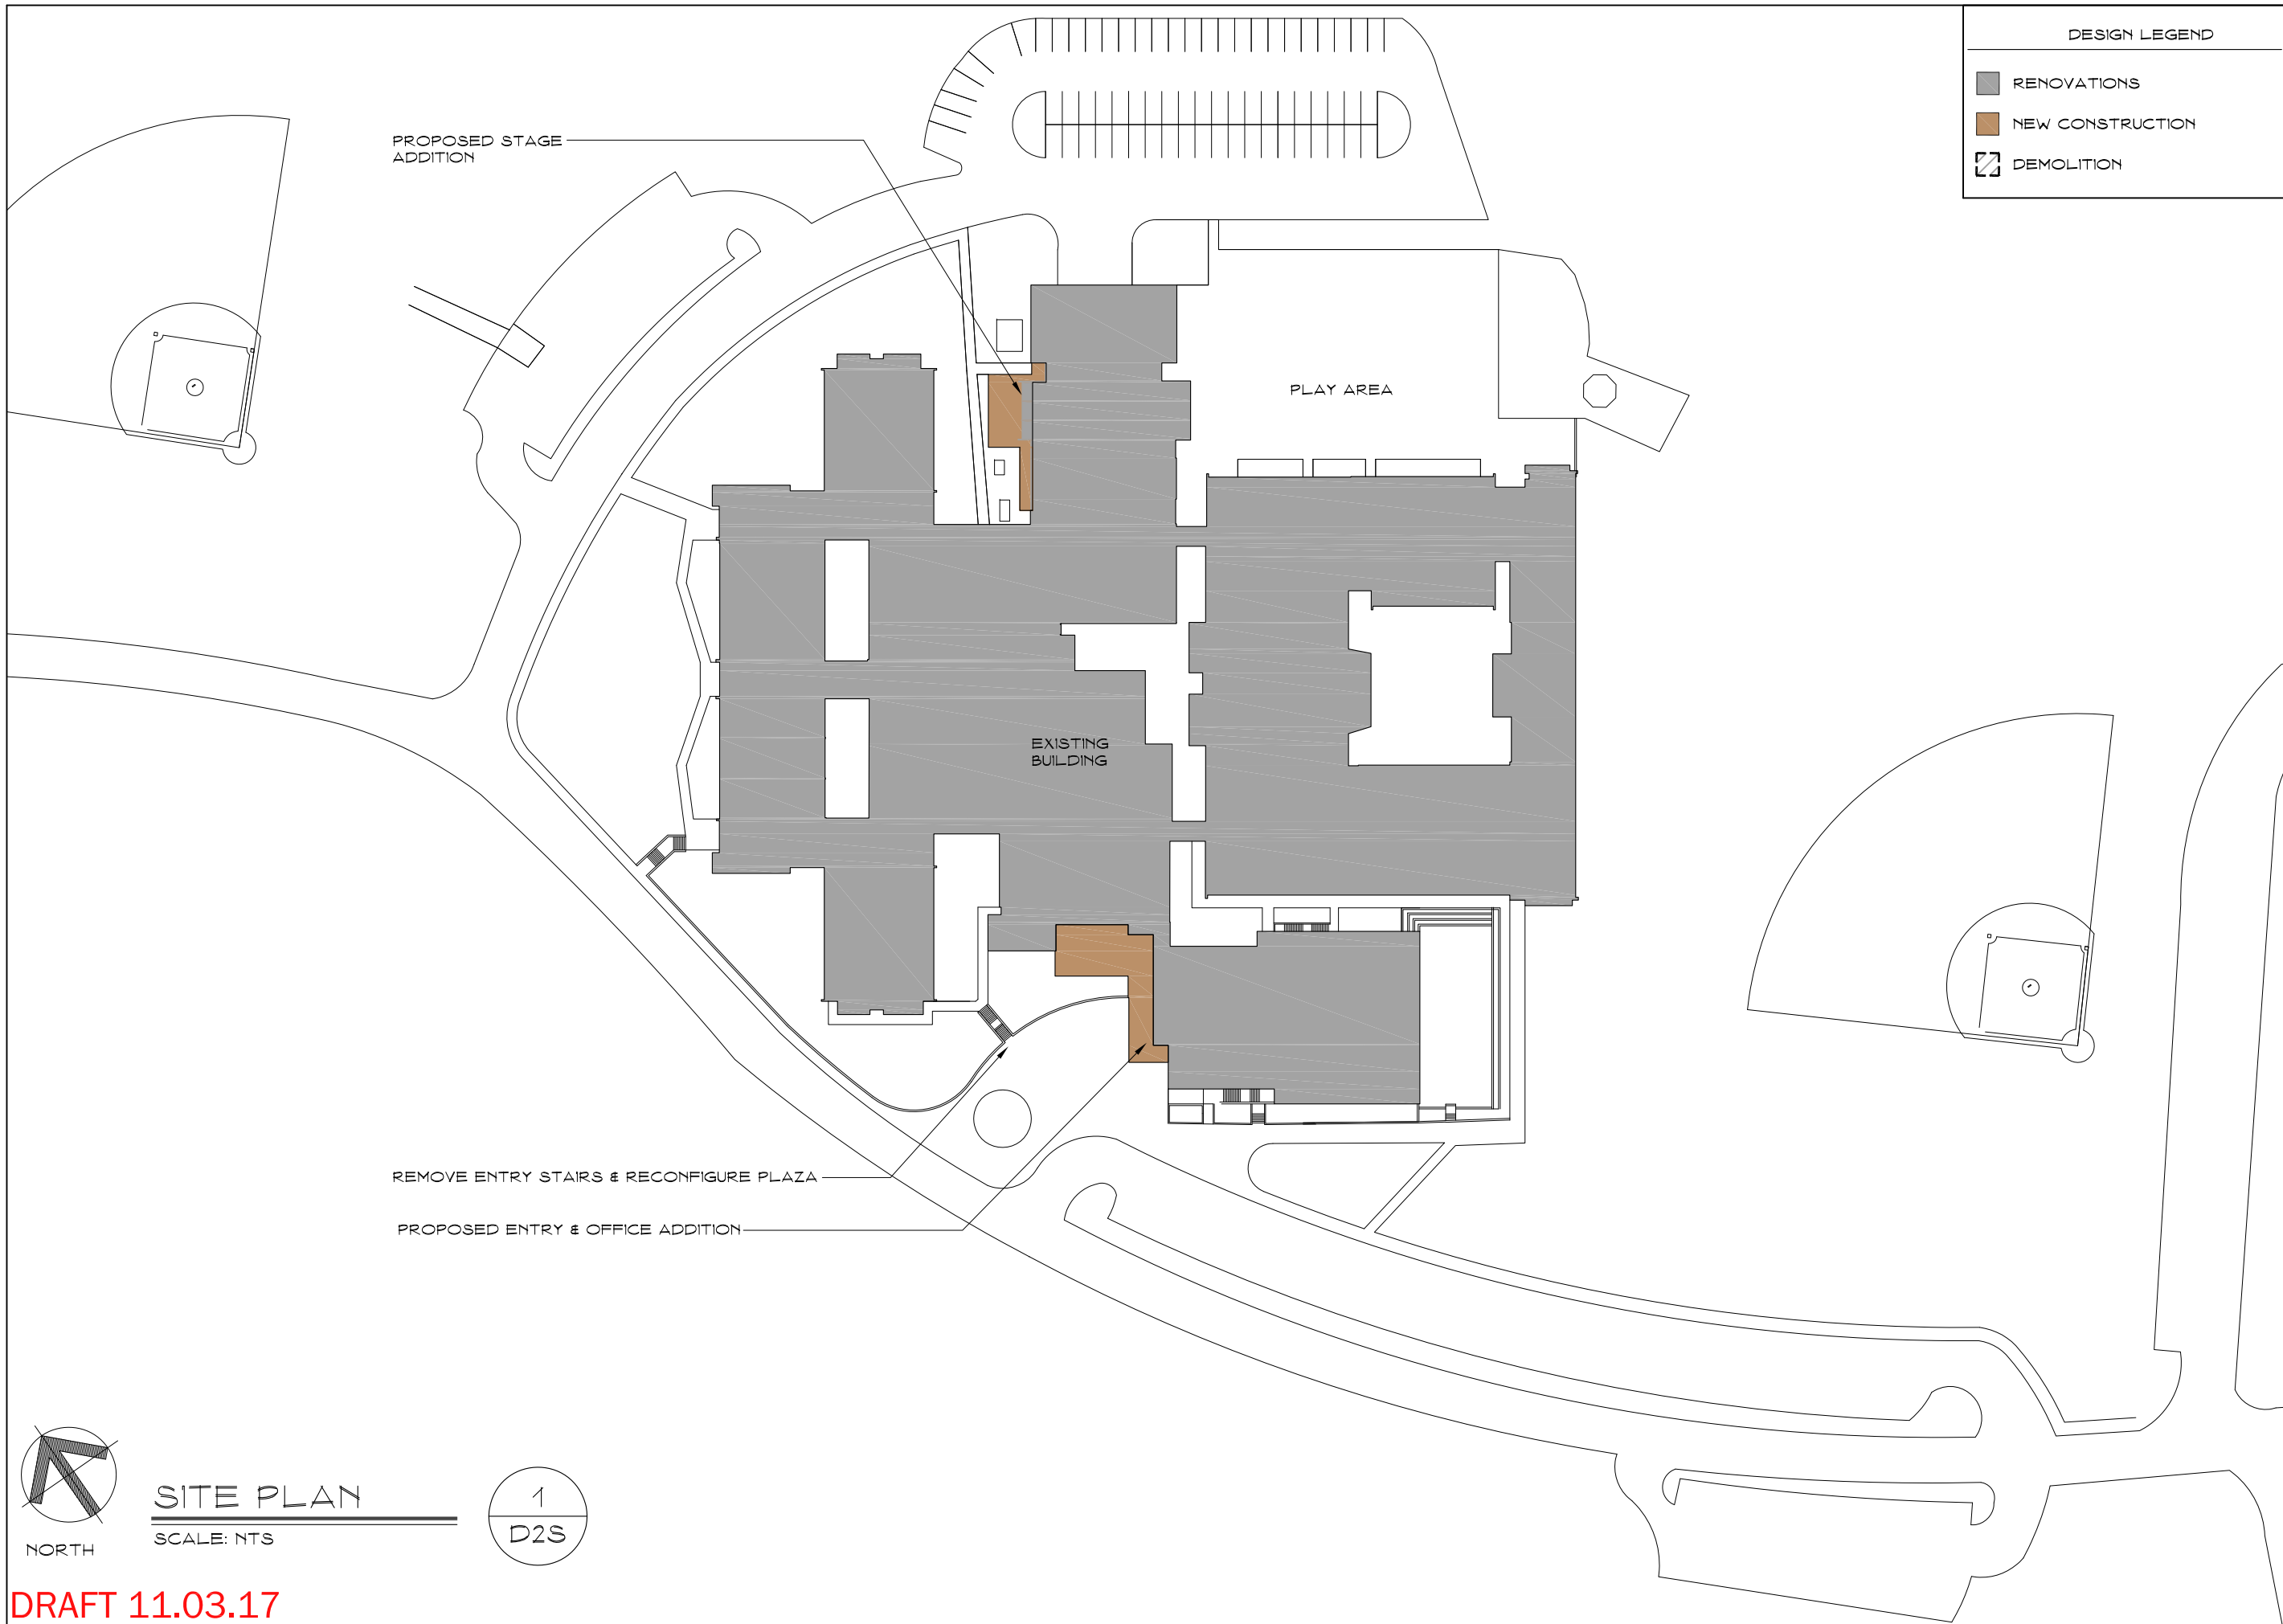 DESIGN LEGEND
RENOVATIONS
NEW CONSTRUCTION
DEMOLITION
PROPOSED STAGE
ADDITION
PLAY AREA
EXISTING
BUILDING
REMOVE ENTRY STAIRS & RECONFIGURE PLAZA
PROPOSED ENTRY & OFFICE ADDITION
NORTH
SITE PLAN
SCALE: NTS
1
D2S
DRAFT 11.03.17